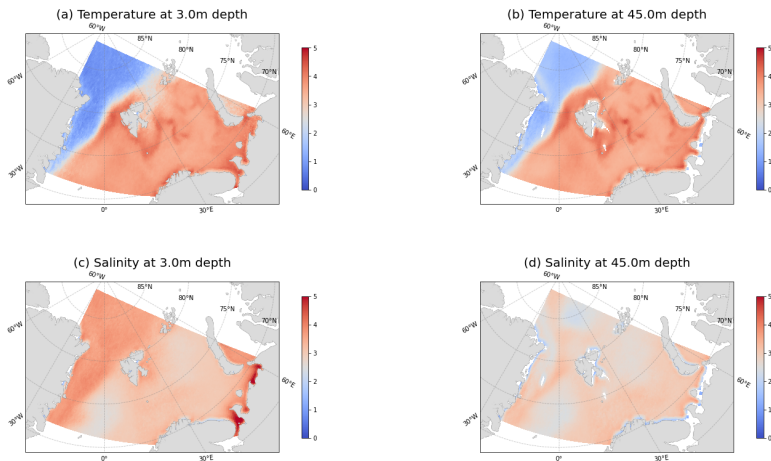 (a) Temperature at 3.0m depth
60°W
85°N
80°N
75°N
70°N
60°W
60°E
30°W
0°
30°E
5
4
3
2
1
0
(b) Temperature at 45.0m depth
60°W
85°N
80°N
75°N
70°N
60°W
60°E
30°W
0°
30°E
5
4
3
2
1
0
(c) Salinity at 3.0m depth
60°W
85°N
80°N
75°N
70°N
60°W
60°E
30°W
0°
30°E
5
4
3
2
1
0
(d) Salinity at 45.0m depth
60°W
85°N
80°N
75°N
70°N
60°W
60°E
30°W
0°
30°E
5
4
3
2
1
0